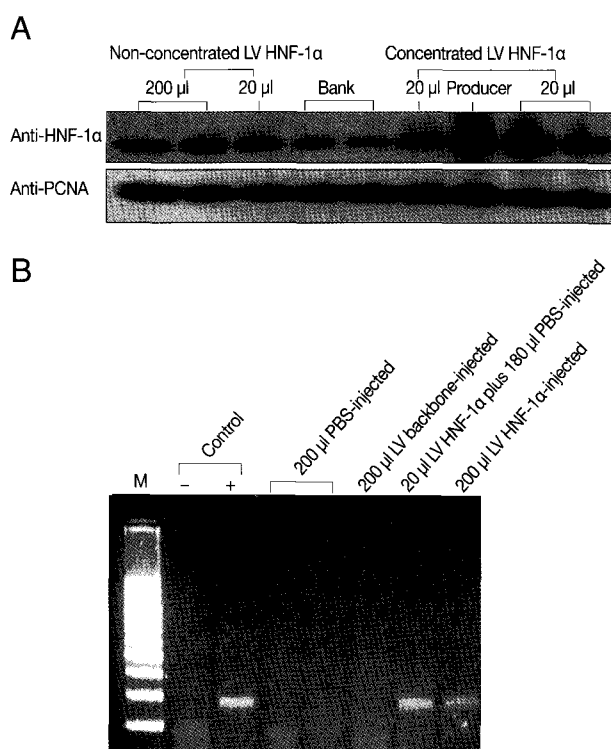 A
Non-concentrated LV HNF-1α
Concentrated LV HNF-1α
200 µl
20 µl
Bank
20 µl
Producer
20 µl
Anti-HNF-1α
Anti-PCNA
B
M
Control
–
+
200 µl PBS-injected
200 µl LV backbone-injected
20 µl LV HNF-1α plus 180 µl PBS-injected
200 µl LV HNF-1α-injected